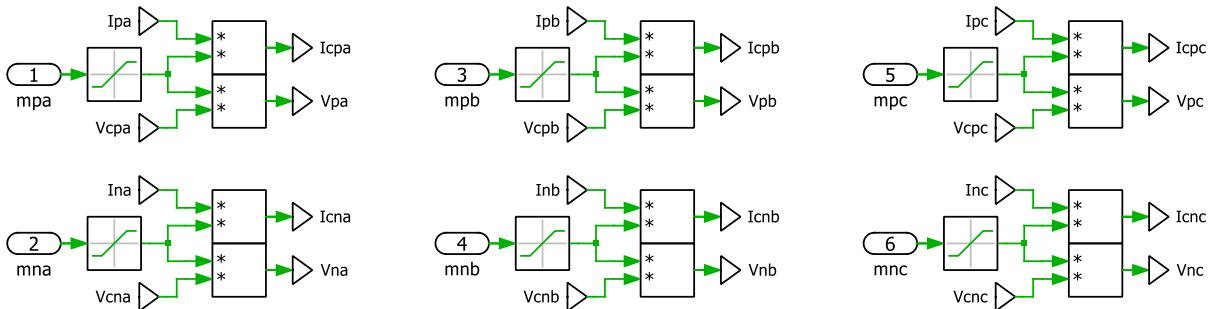 Ipa
*
*
Icpa
1
mpa
*
*
Vpa
Vcpa
Ipb
*
*
Icpb
3
mpb
*
*
Vpb
Vcpb
Ipc
*
*
Icpc
5
mpc
*
*
Vpc
Vcpc
Ina
*
*
Icna
2
mna
*
*
Vna
Vcna
Inb
*
*
Icnb
4
mnb
*
*
Vnb
Vcnb
Inc
*
*
Icnc
6
mnc
*
*
Vnc
Vcnc